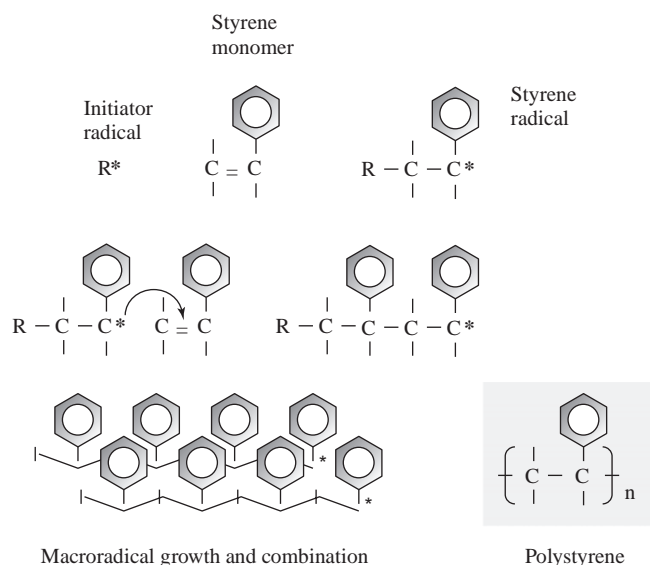 Styrene
monomer
Initiator
radical
Styrene
radical
R*
C = C
R – C – C*
R – C – C* C = C
R – C – C – C – C*
*
*
C – C
n
Macroradical growth and combination
Polystyrene